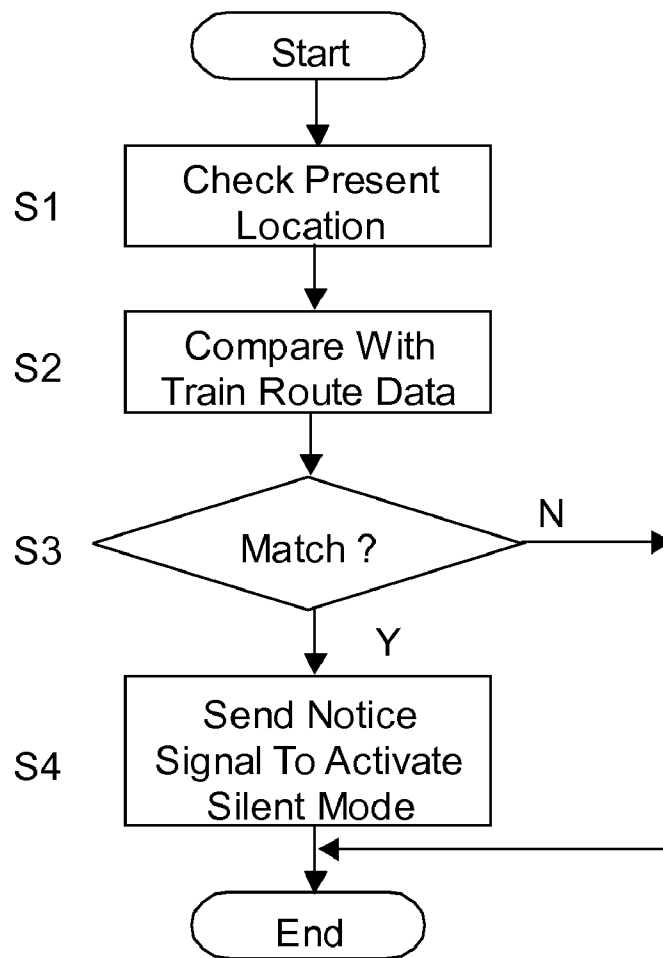 Start
S1
Check Present
Location
S2
Compare With
Train Route Data
S3
Match ?
N
Y
S4
Send Notice
Signal To Activate
Silent Mode
End